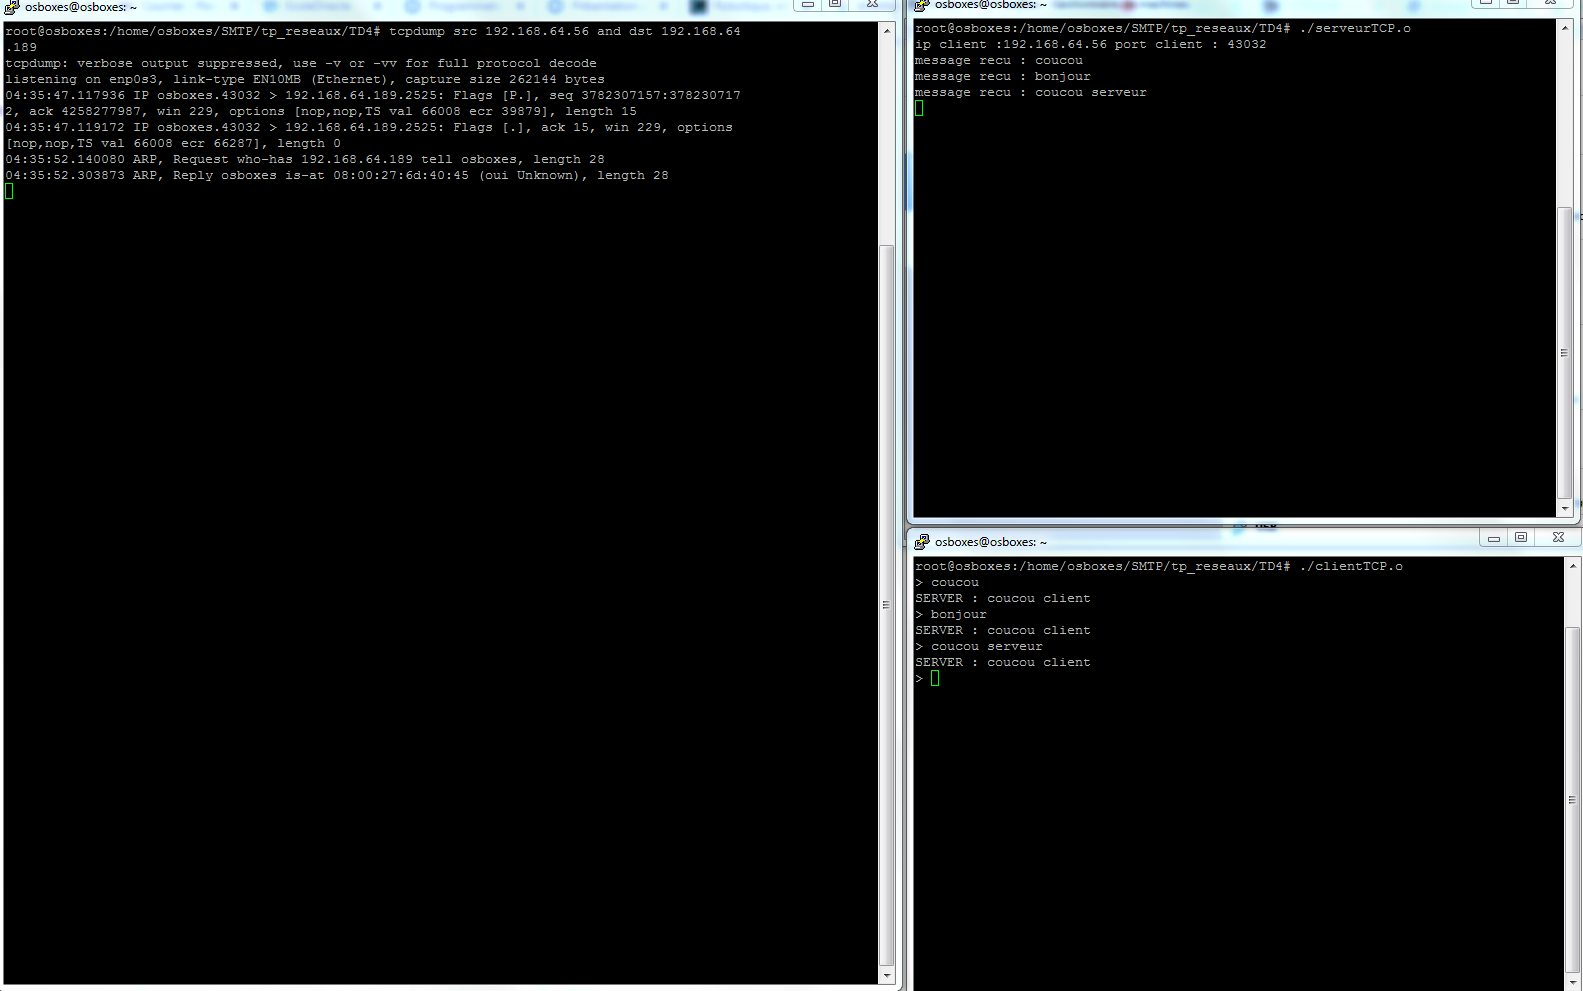 osboxes@osboxes: ~
root@osboxes:/home/osboxes/SMTP/tp_reseaux/TD4# tcpdump src 192.168.64.56 and dst 192.168.64
.189
tcpdump: verbose output suppressed, use -v or -vv for full protocol decode
listening on enp0s3, link-type EN10MB (Ethernet), capture size 262144 bytes
04:35:47.117936 IP osboxes.43032 > 192.168.64.189.2525: Flags [P.], seq 3782307157:378230717
2, ack 4258277987, win 229, options [nop,nop,TS val 66008 ecr 39879], length 15
04:35:47.119172 IP osboxes.43032 > 192.168.64.189.2525: Flags [.], ack 15, win 229, options
[nop,nop,TS val 66008 ecr 66287], length 0
04:35:52.140080 ARP, Request who-has 192.168.64.189 tell osboxes, length 28
04:35:52.303873 ARP, Reply osboxes is-at 08:00:27:6d:40:45 (oui Unknown), length 28
osboxes@osboxes: ~
root@osboxes:/home/osboxes/SMTP/tp_reseaux/TD4# ./serveurTCP.o
ip client :192.168.64.56 port client : 43032
message recu : coucou
message recu : bonjour
message recu : coucou serveur
osboxes@osboxes: ~
root@osboxes:/home/osboxes/SMTP/tp_reseaux/TD4# ./clientTCP.o
> coucou
SERVER : coucou client
> bonjour
SERVER : coucou client
> coucou serveur
SERVER : coucou client
>